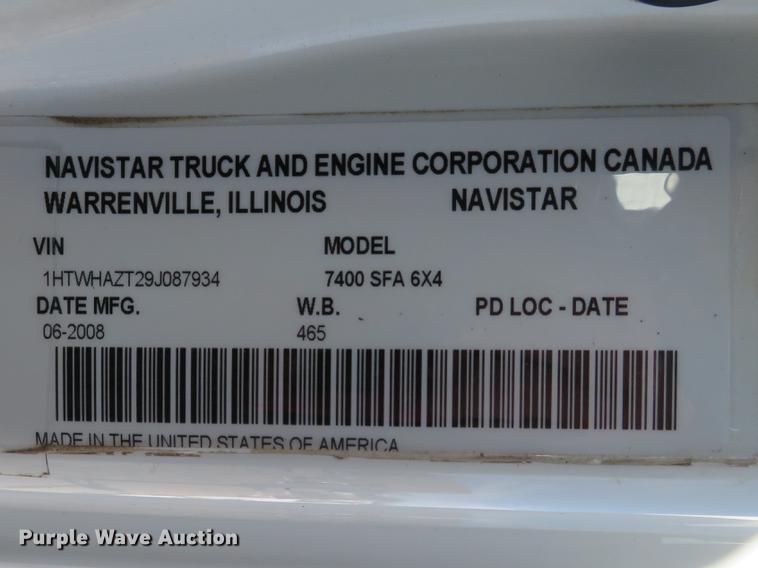 NAVISTAR TRUCK AND ENGINE CORPORATION CANADA
WARRENVILLE, ILLINOIS NAVISTAR
VIN MODEL
1HTWHAZT29J087934 7400 SFA 6X4
DATE MFG. W.B. PD LOC - DATE
06-2008 465
MADE IN THE UNITED STATES OF AMERICA
Purple Wave Auction